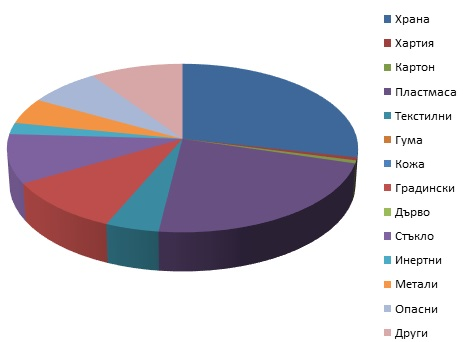 Храна
Хартия
Картон
Пластмаса
Текстилни
Гума
Кожа
Градински
Дърво
Стъкло
Инертни
Метали
Опасни
Други